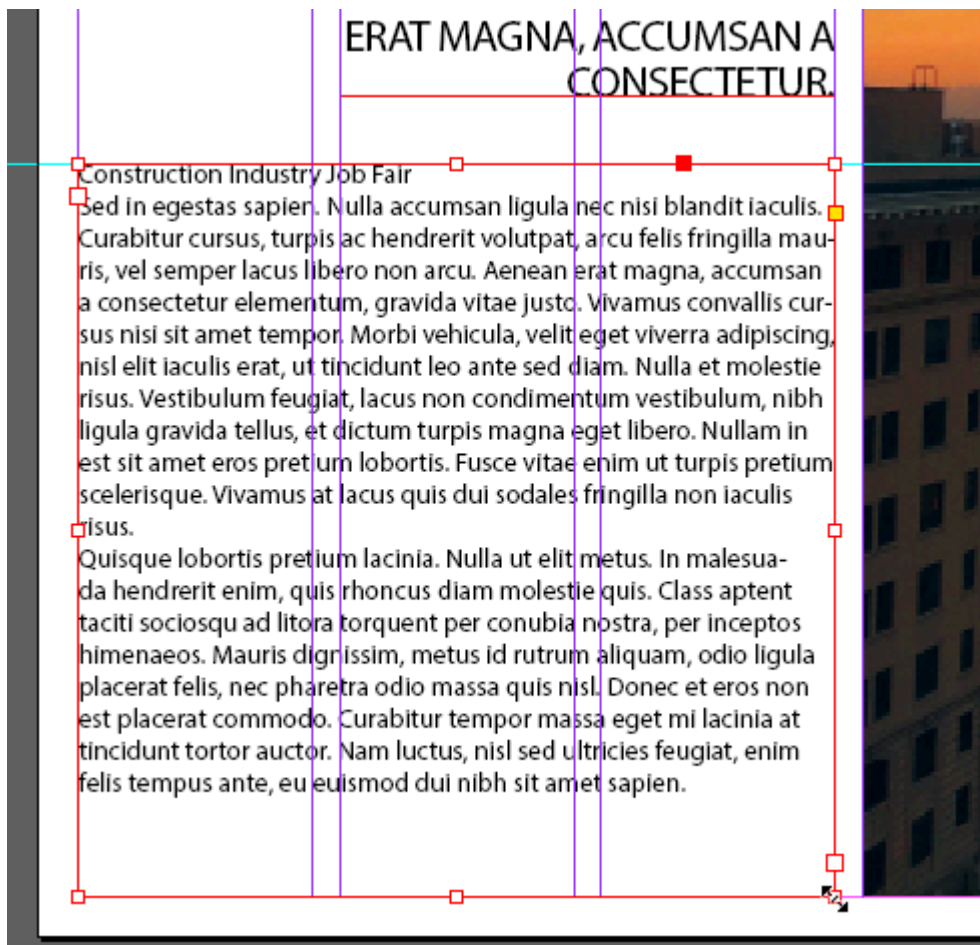 ERAT MAGNA, ACCUMSAN A
CONSECTETUR.
Construction Industry Job Fair
Sed in egestas sapien. Nulla accumsan ligula nec nisi blandit iaculis.
Curabitur cursus, turpis ac hendrerit volutpat, arcu felis fringilla mau-
ris, vel semper lacus libero non arcu. Aenean erat magna, accumsan
a consectetur elementum, gravida vitae justo. Vivamus convallis cur-
sus nisi sit amet tempor. Morbi vehicula, velit eget viverra adipiscing,
nisl elit iaculis erat, ut tincidunt leo ante sed diam. Nulla et molestie
risus. Vestibulum feugiat, lacus non condimentum vestibulum, nibh
ligula gravida tellus, et dictum turpis magna eget libero. Nullam in
est sit amet eros pretium lobortis. Fusce vitae enim ut turpis pretium
scelerisque. Vivamus at lacus quis dui sodales fringilla non iaculis
risus.
Quisque lobortis pretium lacinia. Nulla ut elit metus. In malesua-
da hendrerit enim, quis rhoncus diam molestie quis. Class aptent
taciti sociosqu ad litora torquent per conubia nostra, per inceptos
himenaeos. Mauris dignissim, metus id rutrum aliquam, odio ligula
placerat felis, nec pharetra odio massa quis nisl. Donec et eros non
est placerat commodo. Curabitur tempor massa eget mi lacinia at
tincidunt tortor auctor. Nam luctus, nisl sed ultricies feugiat, enim
felis tempus ante, eu euismod dui nibh sit amet sapien.